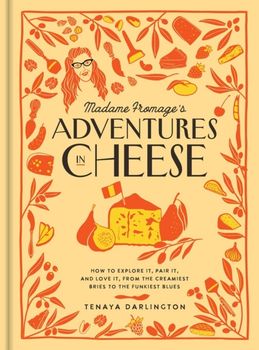 Madame Fromage's
ADVENTURES
IN CHEESE
HOW TO EXPLORE IT, PAIR IT,
AND LOVE IT, FROM THE CREAMIEST
BRIES TO THE FUNKIEST BLUES
TENAYA DARLINGTON